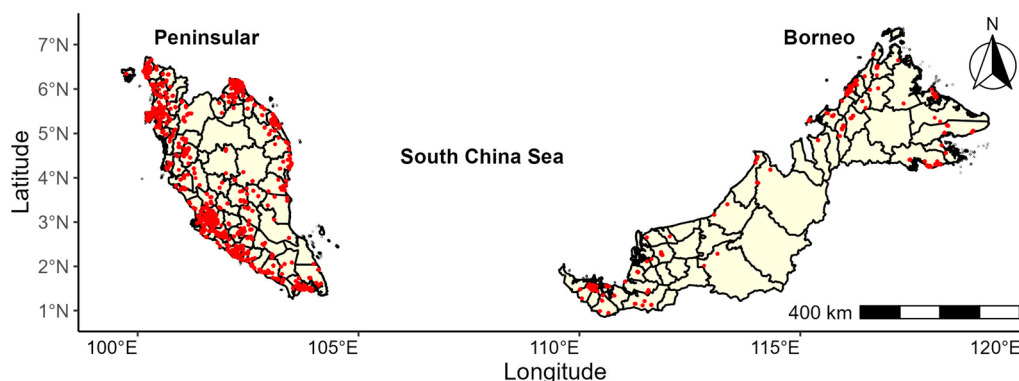 Peninsular
Borneo
N
South China Sea
400 km
Latitude
7°N
6°N
5°N
4°N
3°N
2°N
1°N
100°E
105°E
110°E
115°E
120°E
Longitude